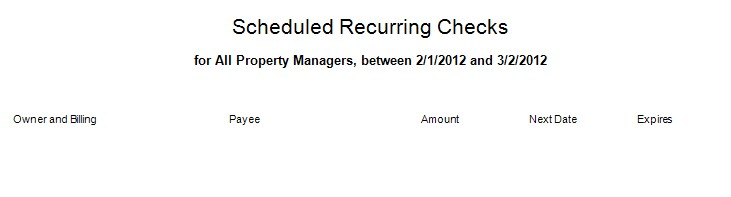 Scheduled Recurring Checks
for All Property Managers, between 2/1/2012 and 3/2/2012
Owner and Billing Payee Amount Next Date Expires